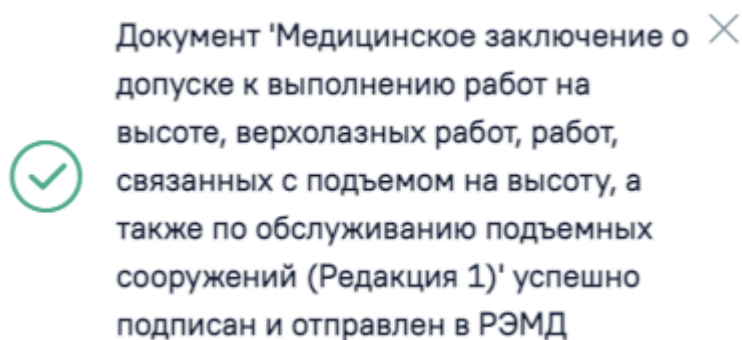 Документ 'Медицинское заключение о
допуске к выполнению работ на
высоте, верхолазных работ, работ,
связанных с подъемом на высоту, а
также по обслуживанию подъемных
сооружений (Редакция 1)' успешно
подписан и отправлен в РЭМД